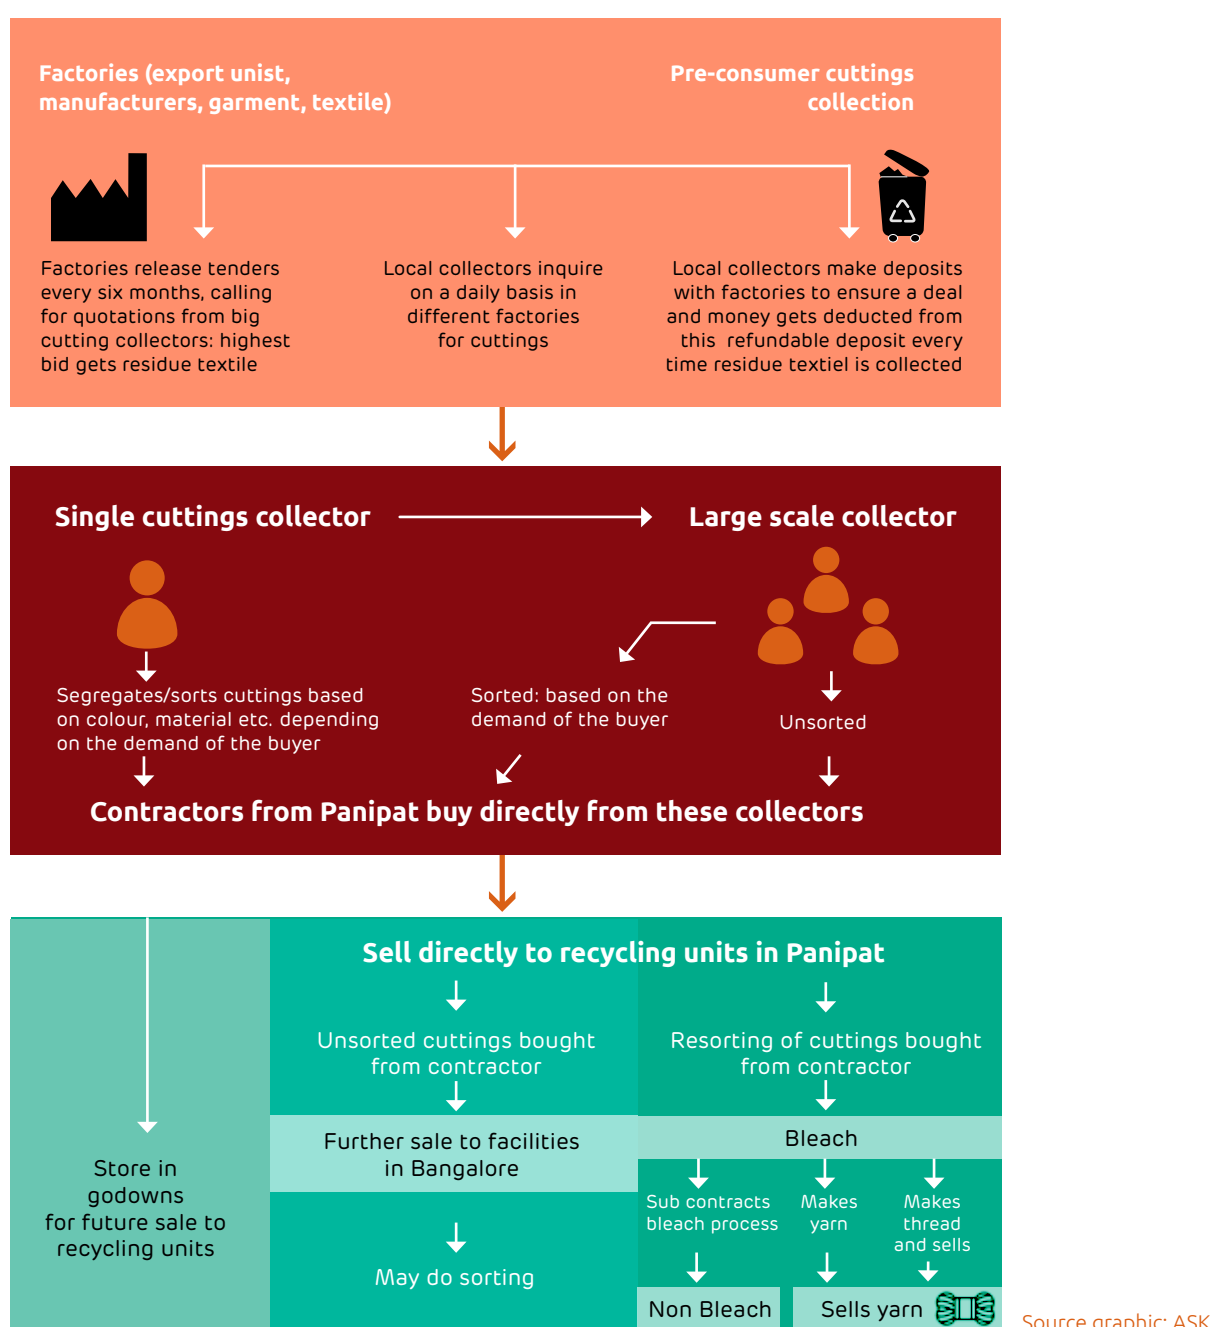 Factories (export unist,
manufacturers, garment, textile)
Pre-consumer cuttings
collection
Factories release tenders
every six months, calling
for quotations from big
cutting collectors: highest
bid gets residue textile
Local collectors inquire
on a daily basis in
different factories
for cuttings
Local collectors make deposits
with factories to ensure a deal
and money gets deducted from
this refundable deposit every
time residue textiel is collected
Single cuttings collector
Large scale collector
Segregates/sorts cuttings based
on colour, material etc. depending
on the demand of the buyer
Sorted: based on the
demand of the buyer
Unsorted
Contractors from Panipat buy directly from these collectors
Sell directly to recycling units in Panipat
Store in
godowns
for future sale to
recycling units
Unsorted cuttings bought
from contractor
Further sale to facilities
in Bangalore
May do sorting
Resorting of cuttings bought
from contractor
Bleach
Sub contracts
bleach process
Makes
yarn
Makes
thread
and sells
Non Bleach
Sells yarn
Source graphic: ASK